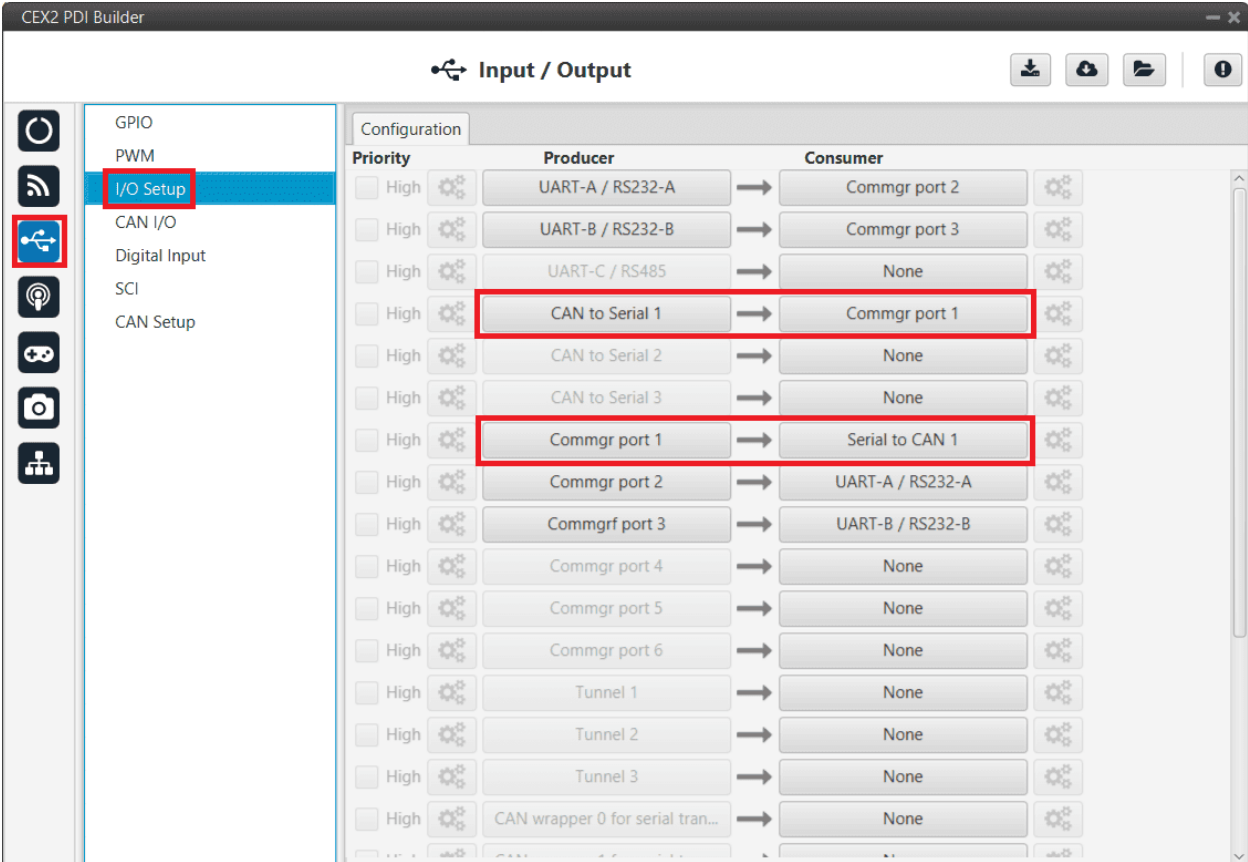 CEX2 PDI Builder
Input / Output
GPIO
PWM
I/O Setup
CAN I/O
Digital Input
SCI
CAN Setup
Configuration
Priority Producer Consumer
High UART-A / RS232-A Commgr port 2
High UART-B / RS232-B Commgr port 3
High UART-C / RS485 None
High CAN to Serial 1 Commgr port 1
High CAN to Serial 2 None
High CAN to Serial 3 None
High Commgr port 1 Serial to CAN 1
High Commgr port 2 UART-A / RS232-A
High Commgrf port 3 UART-B / RS232-B
High Commgr port 4 None
High Commgr port 5 None
High Commgr port 6 None
High Tunnel 1 None
High Tunnel 2 None
High Tunnel 3 None
High CAN wrapper 0 for serial tran... None